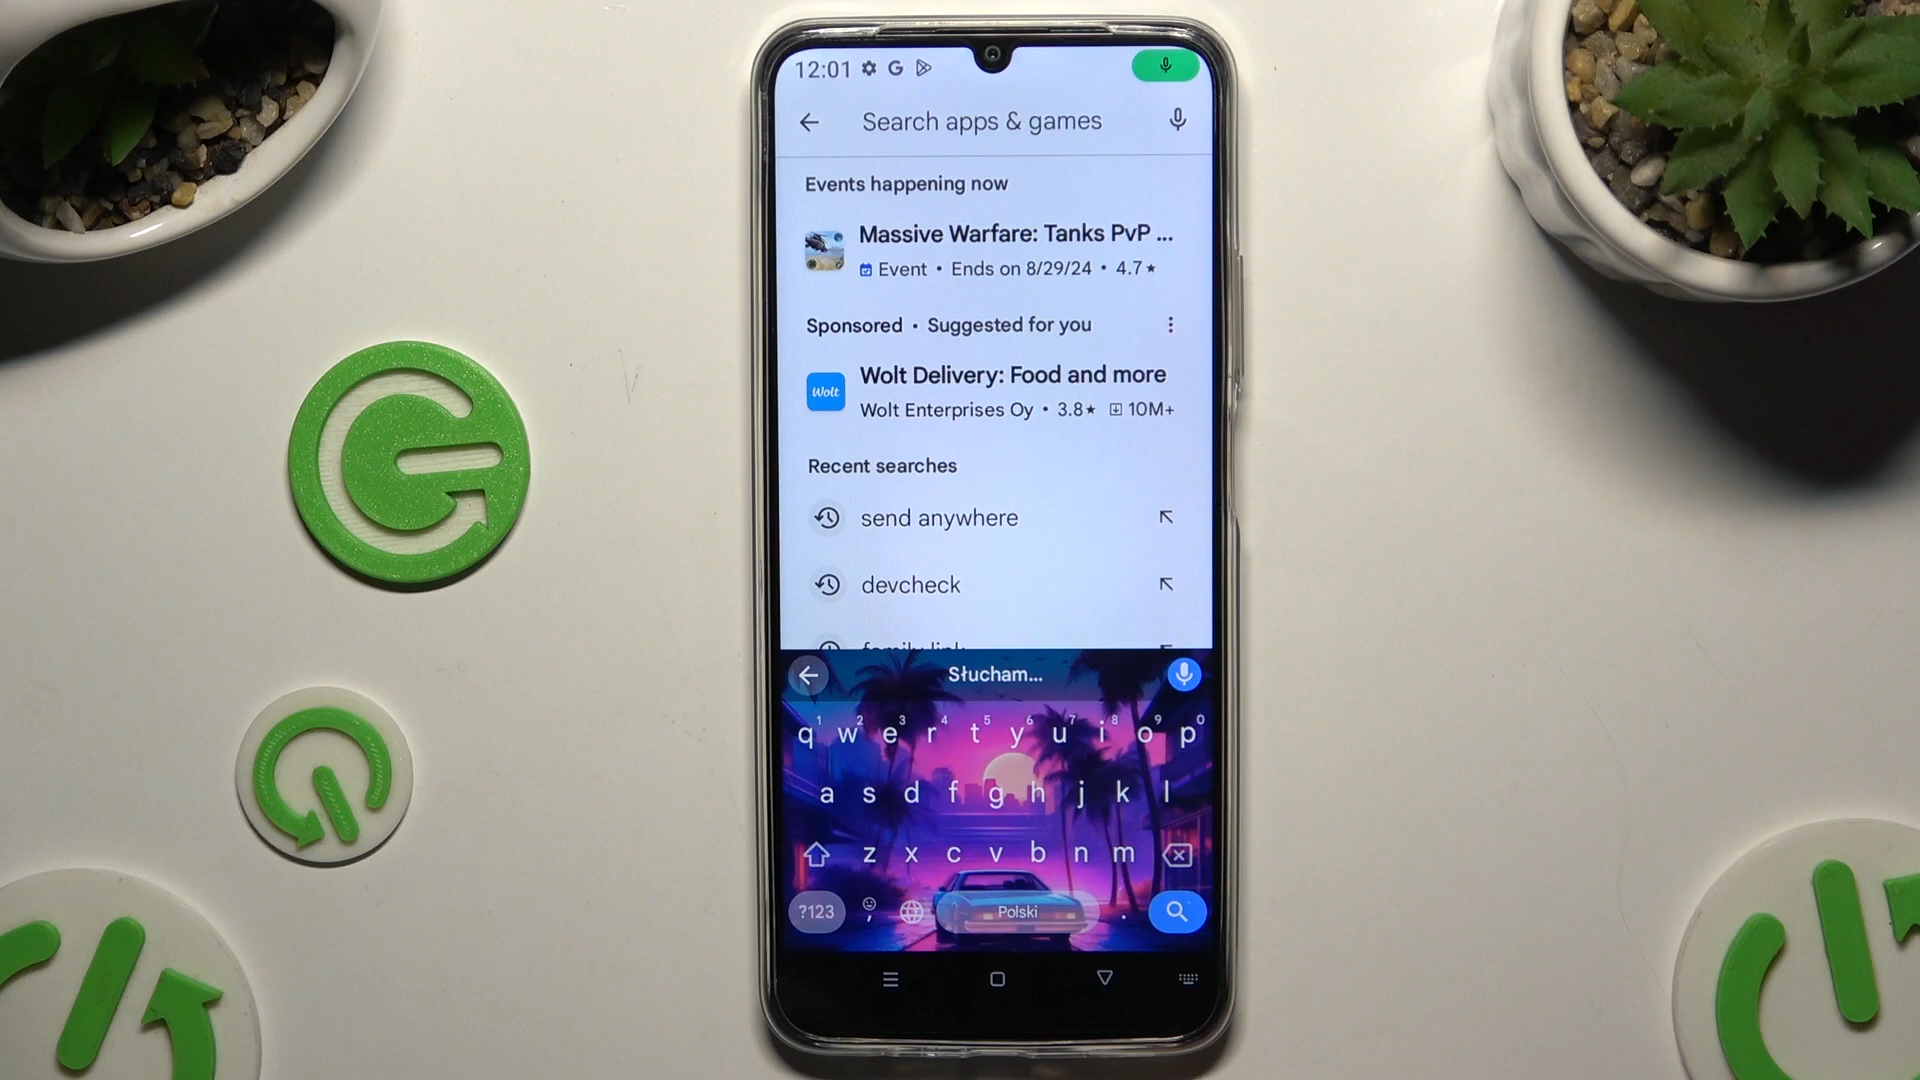 12:01
Search apps & games
Events happening now
Massive Warfare: Tanks PvP ...
Event • Ends on 8/29/24 • 4.7★
Sponsored • Suggested for you
Wolt
Wolt Delivery: Food and more
Wolt Enterprises Oy • 3.8★ 10M+
Recent searches
send anywhere
devcheck
family link
Słucham...
1 2 3 4 5 6 7 8 9 0
q w e r t y u i o p
a s d f g h j k l
z x c v b n m
?123 , Polski .